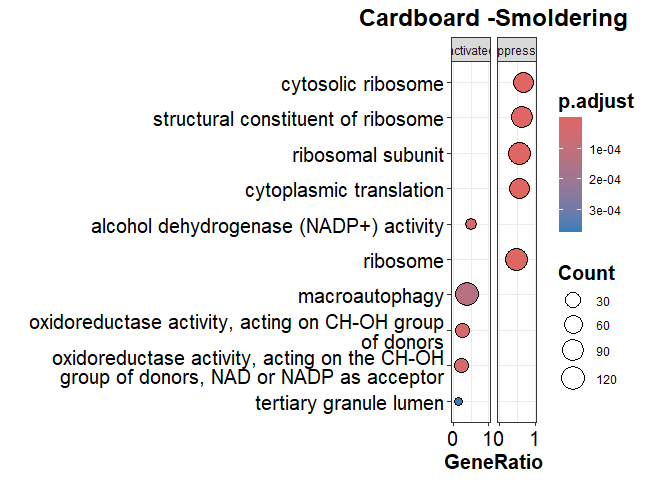 Cardboard -Smoldering
activated
ppress
cytosolic ribosome
structural constituent of ribosome
ribosomal subunit
cytoplasmic translation
alcohol dehydrogenase (NADP+) activity
ribosome
macroautophagy
oxidoreductase activity, acting on CH-OH group
of donors
oxidoreductase activity, acting on the CH-OH
group of donors, NAD or NADP as acceptor
tertiary granule lumen
0 1 0 1
GeneRatio
p.adjust
1e-04
2e-04
3e-04
Count
30
60
90
120